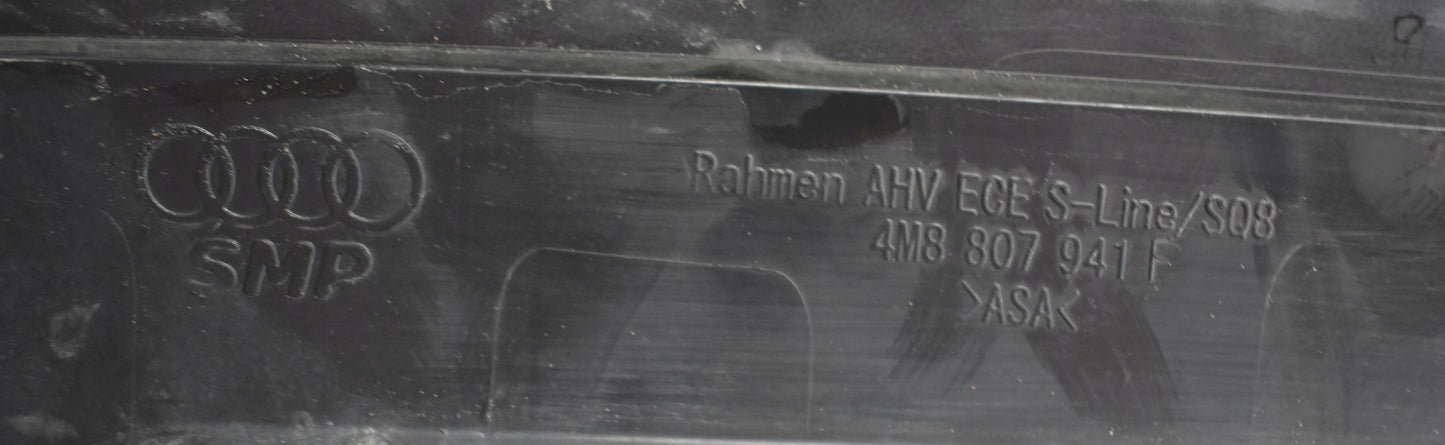 SMP
Rahmen AHV ECE S-Line/SQ8
4M8 807 941 F
>ASA<